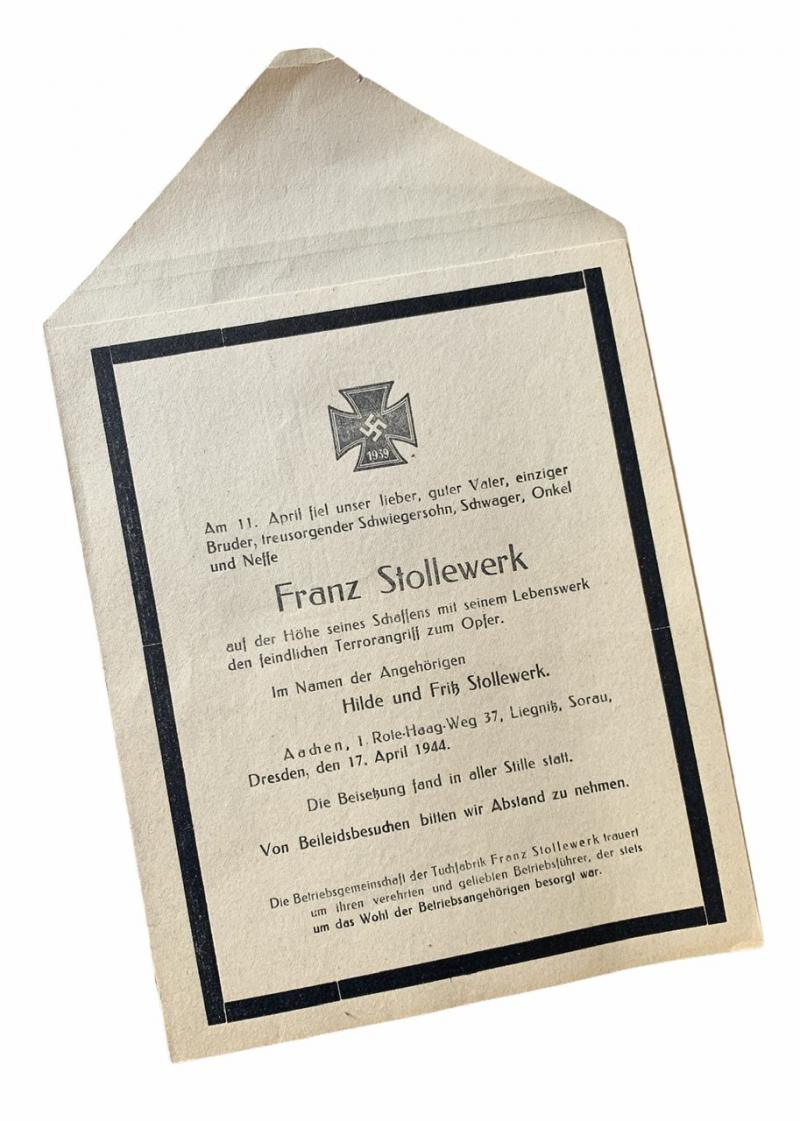 1939
Am 11. April fiel unser lieber, guter Vater, einziger
Bruder, treusorgender Schwiegersohn, Schwager, Onkel
und Neffe
Franz Stollewerk
auf der Höhe seines Schaffens mit seinem Lebenswerk
den feindlichen Terrorangriff zum Opfer.
Im Namen der Angehörigen
Hilde und Fritz Stollewerk.
Aachen, 1. Rote-Haag-Weg 37, Liegnitz, Sorau,
Dresden, den 17. April 1944.
Die Beisetzung fand in aller Stille statt.
Von Beileidsbesuchen bitten wir Abstand zu nehmen.
Die Betriebsgemeinschaft der Tuchfabrik Franz Stollewerk trauert
um ihren verehrten und geliebten Betriebsführer, der stets
um das Wohl der Betriebsangehörigen besorgt war.